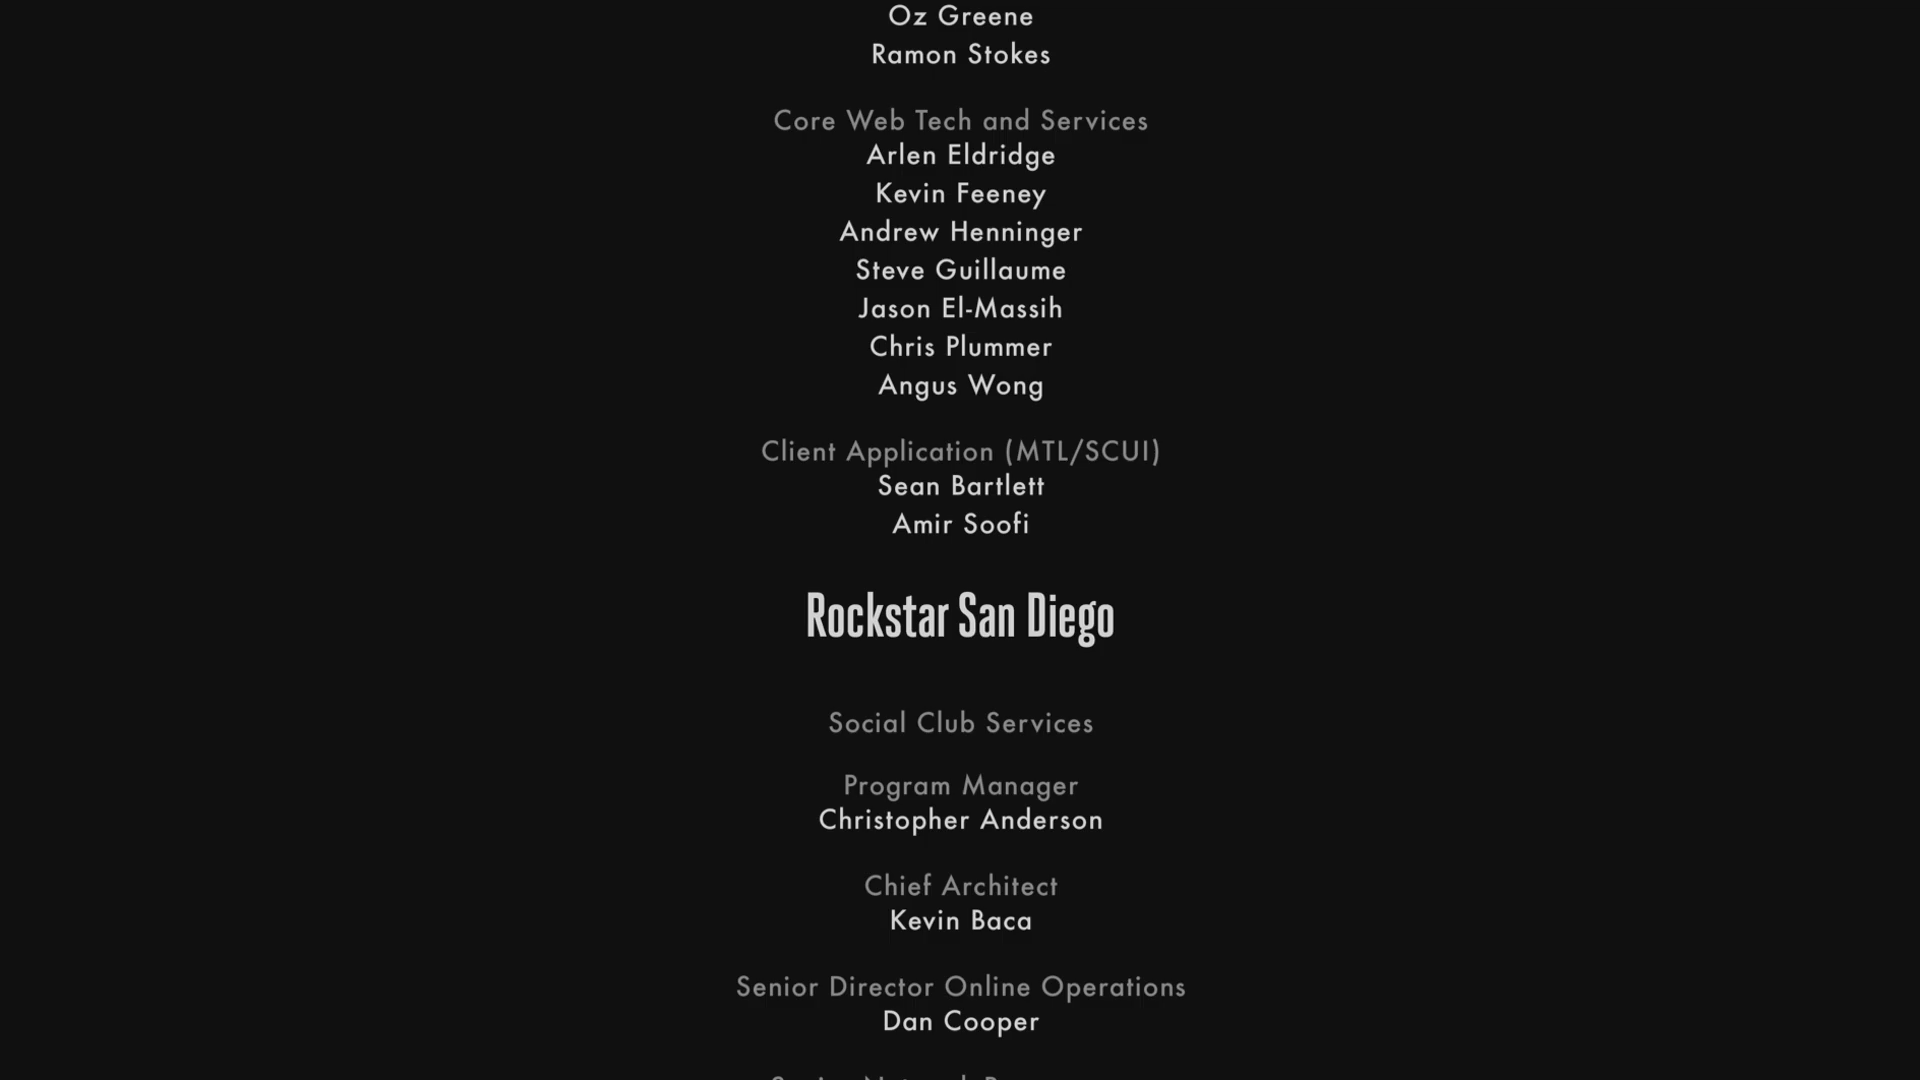 Oz Greene
Ramon Stokes
Core Web Tech and Services
Arlen Eldridge
Kevin Feeney
Andrew Henninger
Steve Guillaume
Jason El-Massih
Chris Plummer
Angus Wong
Client Application (MTL/SCUI)
Sean Bartlett
Amir Soofi
Rockstar San Diego
Social Club Services
Program Manager
Christopher Anderson
Chief Architect
Kevin Baca
Senior Director Online Operations
Dan Cooper